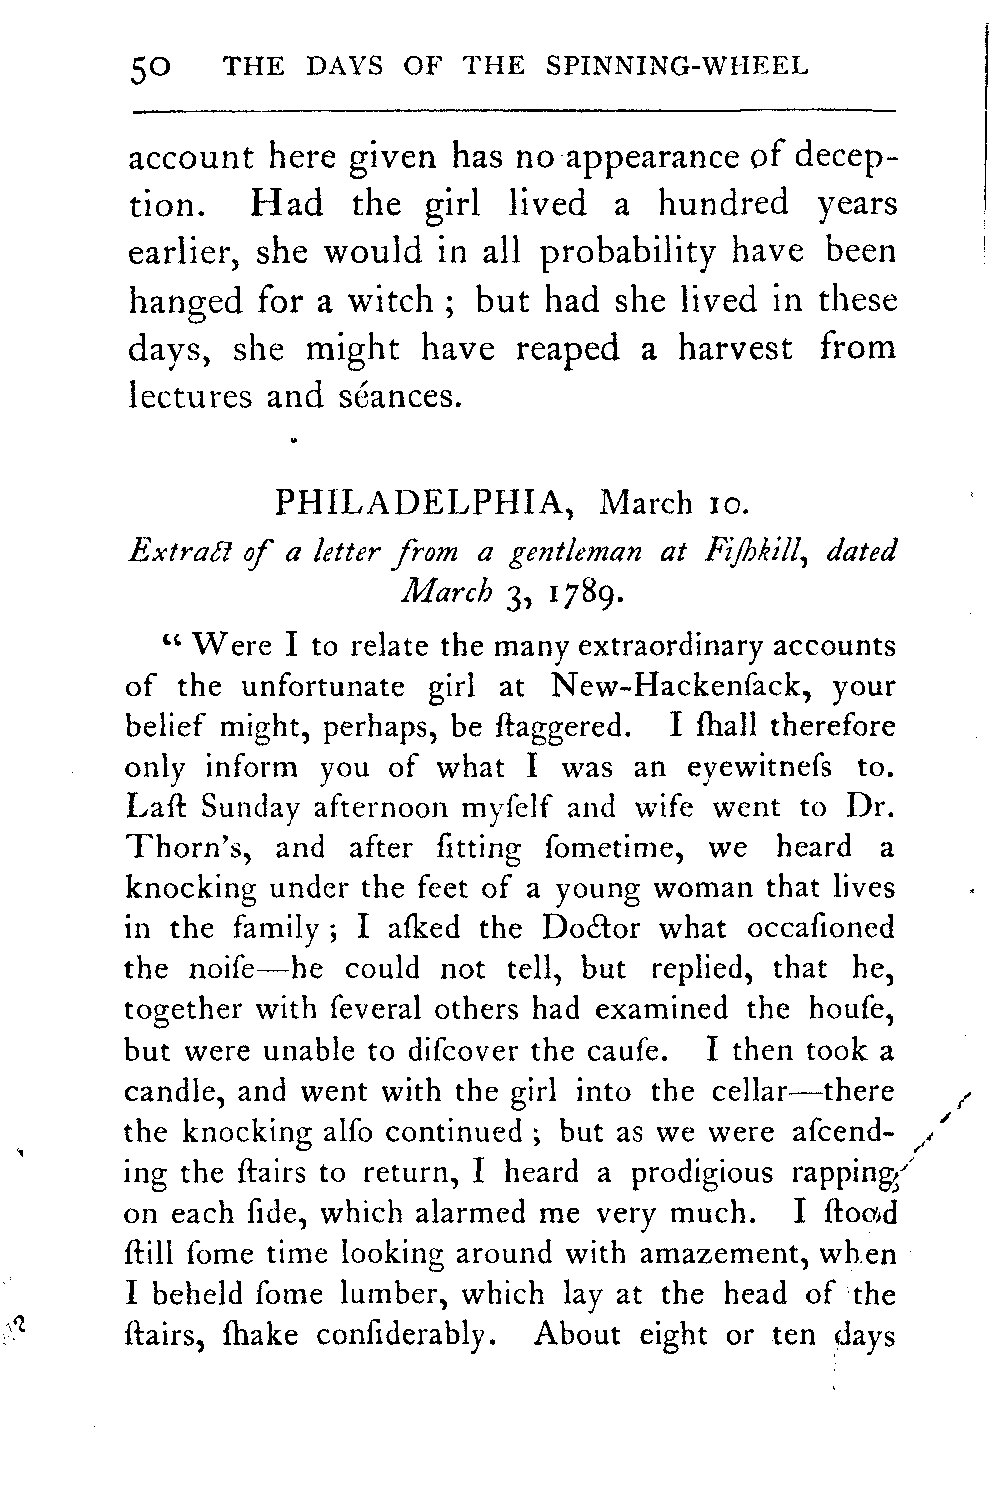 50 THE DAYS OF THE SPINNING-WHEEL
account here given has no appearance of decep-
tion. Had the girl lived a hundred years
earlier, she would in all probability have been
hanged for a witch ; but had she lived in these
days, she might have reaped a harvest from
lectures and séances.
PHILADELPHIA, March 10.
Extract of a letter from a gentleman at Fiſhkill, dated
March 3, 1789.
“ Were I to relate the many extraordinary accounts
of the unfortunate girl at New-Hackenſack, your
belief might, perhaps, be ſtaggered. I ſhall therefore
only inform you of what I was an eyewitneſs to.
Laſt Sunday afternoon myſelf and wife went to Dr.
Thorn’s, and after ſitting ſometime, we heard a
knocking under the feet of a young woman that lives
in the family ; I aſked the Doctor what occaſioned
the noiſe—he could not tell, but replied, that he,
together with ſeveral others had examined the houſe,
but were unable to diſcover the cauſe. I then took a
candle, and went with the girl into the cellar—there
the knocking alſo continued ; but as we were aſcend-
ing the ſtairs to return, I heard a prodigious rapping
on each ſide, which alarmed me very much. I ſtood
ſtill ſome time looking around with amazement, when
I beheld ſome lumber, which lay at the head of the
ſtairs, ſhake conſiderably. About eight or ten days